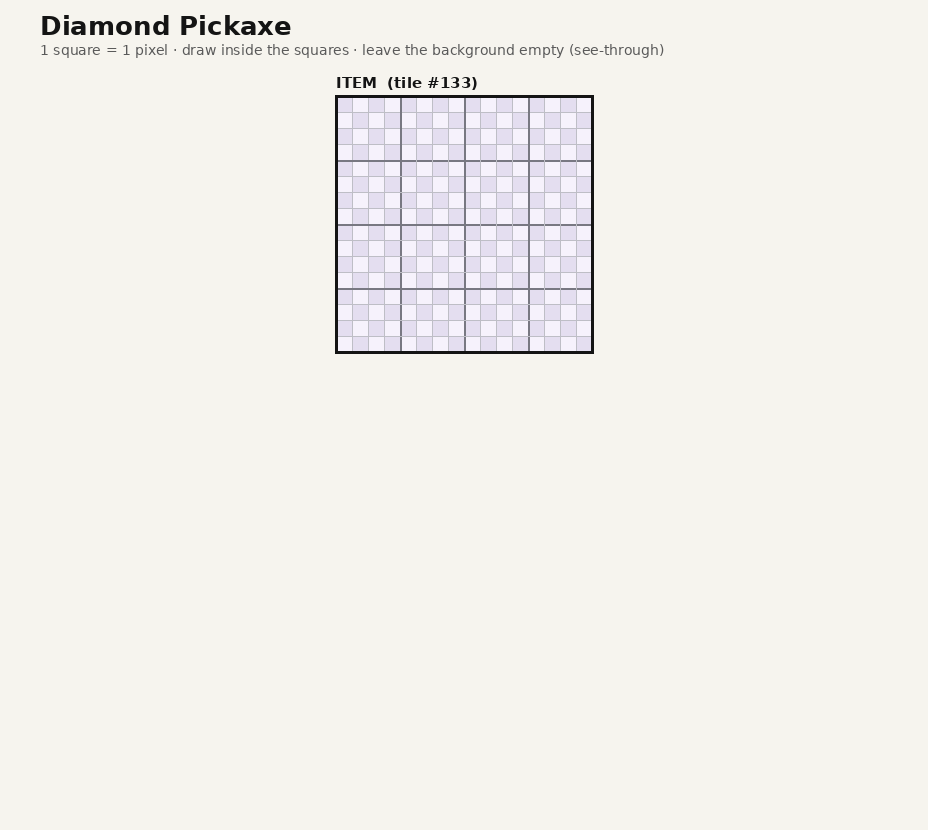 Diamond Pickaxe
1 square = 1 pixel · draw inside the squares · leave the background empty (see-through)
ITEM (tile #133)